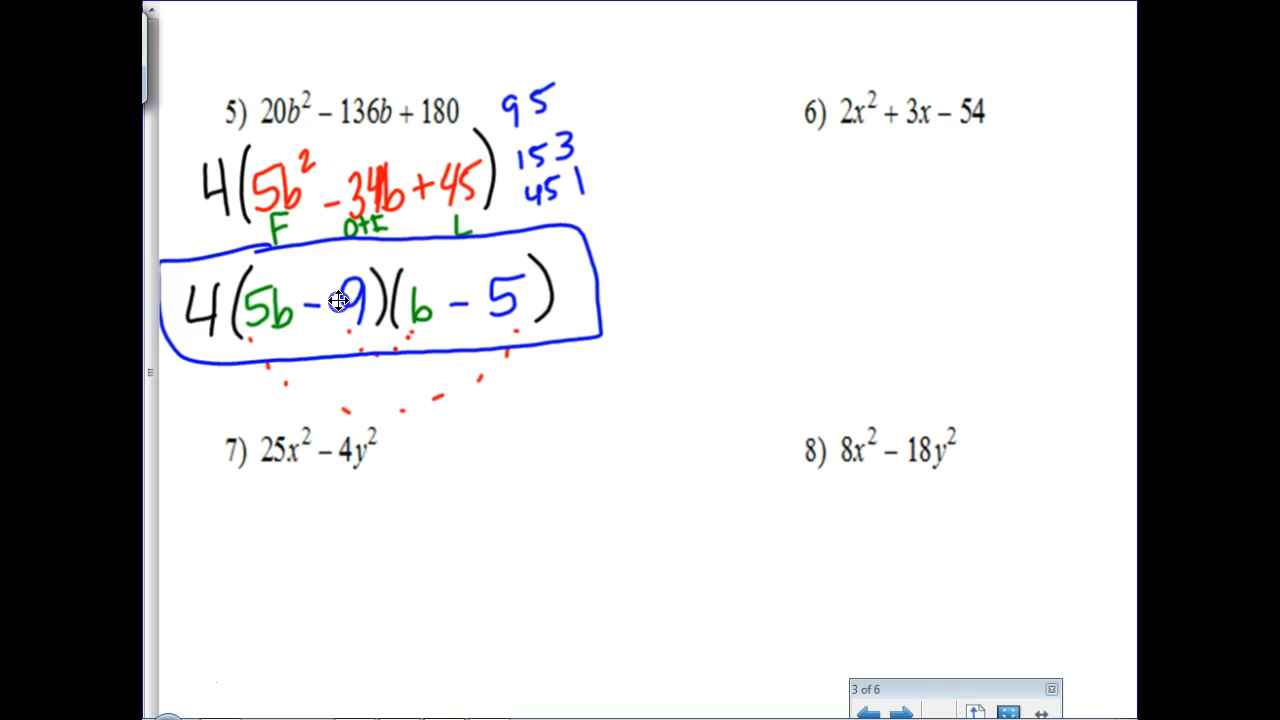 5) 20b² − 136b + 180
9 5
15 3
45 1
4(5b² − 34b + 45)
F O+I L
4(5b − 9)(b − 5)
6) 2x² + 3x − 54
7) 25x² − 4y²
8) 8x² − 18y²
3 of 6